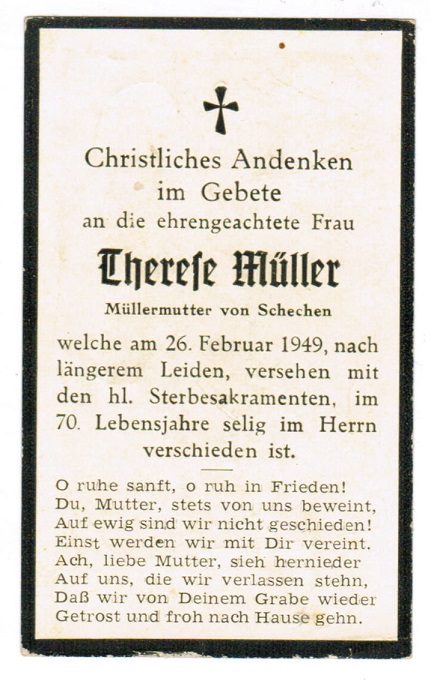 Christliches Andenken
im Gebete
an die ehrengeachtete Frau
Therese Müller
Müllermutter von Schechen
welche am 26. Februar 1949, nach
längerem Leiden, versehen mit
den hl. Sterbesakramenten, im
70. Lebensjahre selig im Herrn
verschieden ist.
O ruhe sanft, o ruh in Frieden!
Du, Mutter, stets von uns beweint,
Auf ewig sind wir nicht geschieden!
Einst werden wir mit Dir vereint.
Ach, liebe Mutter, sieh hernieder
Auf uns, die wir verlassen stehn,
Daß wir von Deinem Grabe wieder
Getrost und froh nach Hause gehn.